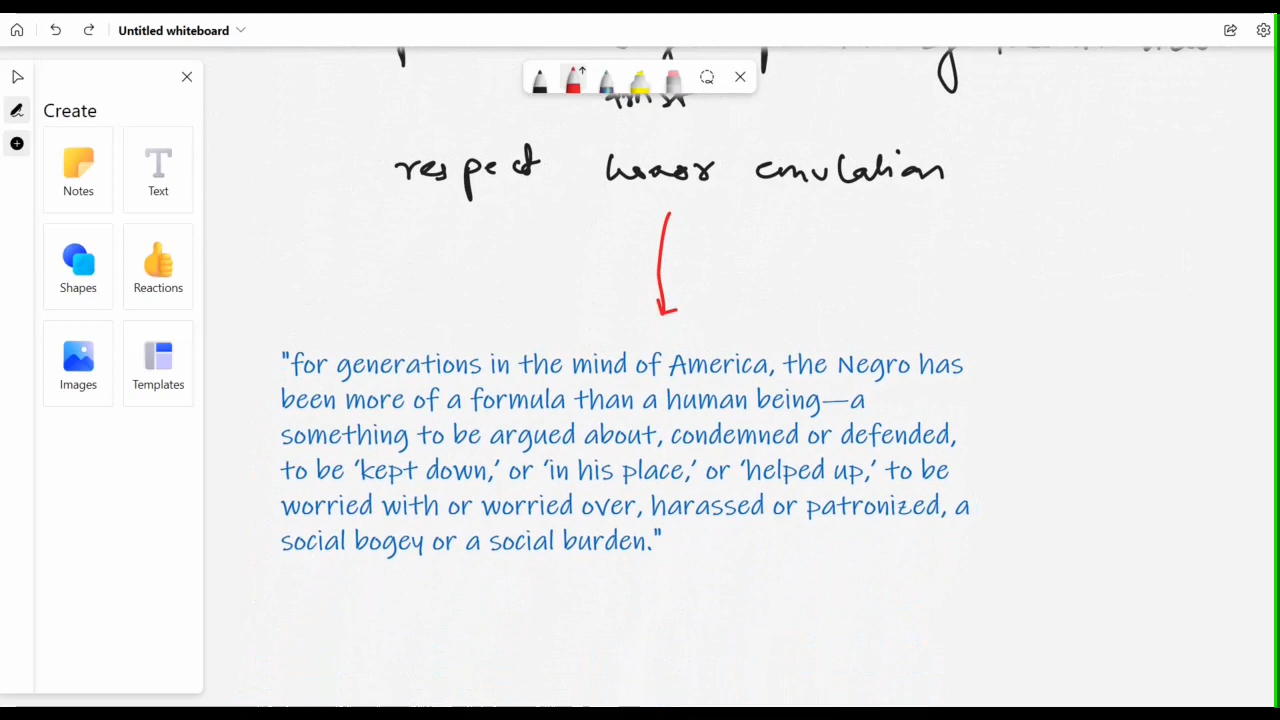 Untitled whiteboard
Create
Notes
Text
Shapes
Reactions
Images
Templates
respect honor emulation
"for generations in the mind of America, the Negro has
been more of a formula than a human being—a
something to be argued about, condemned or defended,
to be ‘kept down,’ or ‘in his place,’ or ‘helped up,’ to be
worried with or worried over, harassed or patronized, a
social bogey or a social burden."